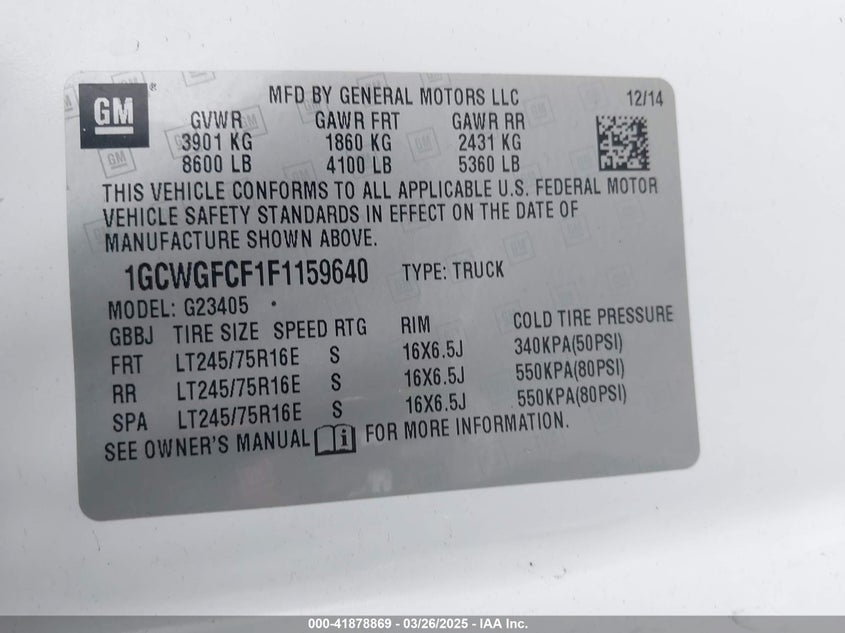 GM ®
MFD BY GENERAL MOTORS LLC 12/14
GVWR GAWR FRT GAWR RR
3901 KG 1860 KG 2431 KG
8600 LB 4100 LB 5360 LB
THIS VEHICLE CONFORMS TO ALL APPLICABLE U.S. FEDERAL MOTOR
VEHICLE SAFETY STANDARDS IN EFFECT ON THE DATE OF
MANUFACTURE SHOWN ABOVE.
1GCWGFCF1F1159640 TYPE: TRUCK
MODEL: G23405
GBBJ TIRE SIZE SPEED RTG RIM COLD TIRE PRESSURE
FRT LT245/75R16E S 16X6.5J 340KPA(50PSI)
RR LT245/75R16E S 16X6.5J 550KPA(80PSI)
SPA LT245/75R16E S 16X6.5J 550KPA(80PSI)
SEE OWNER'S MANUAL i FOR MORE INFORMATION.
000-41878869 - 03/26/2025 - IAA Inc.